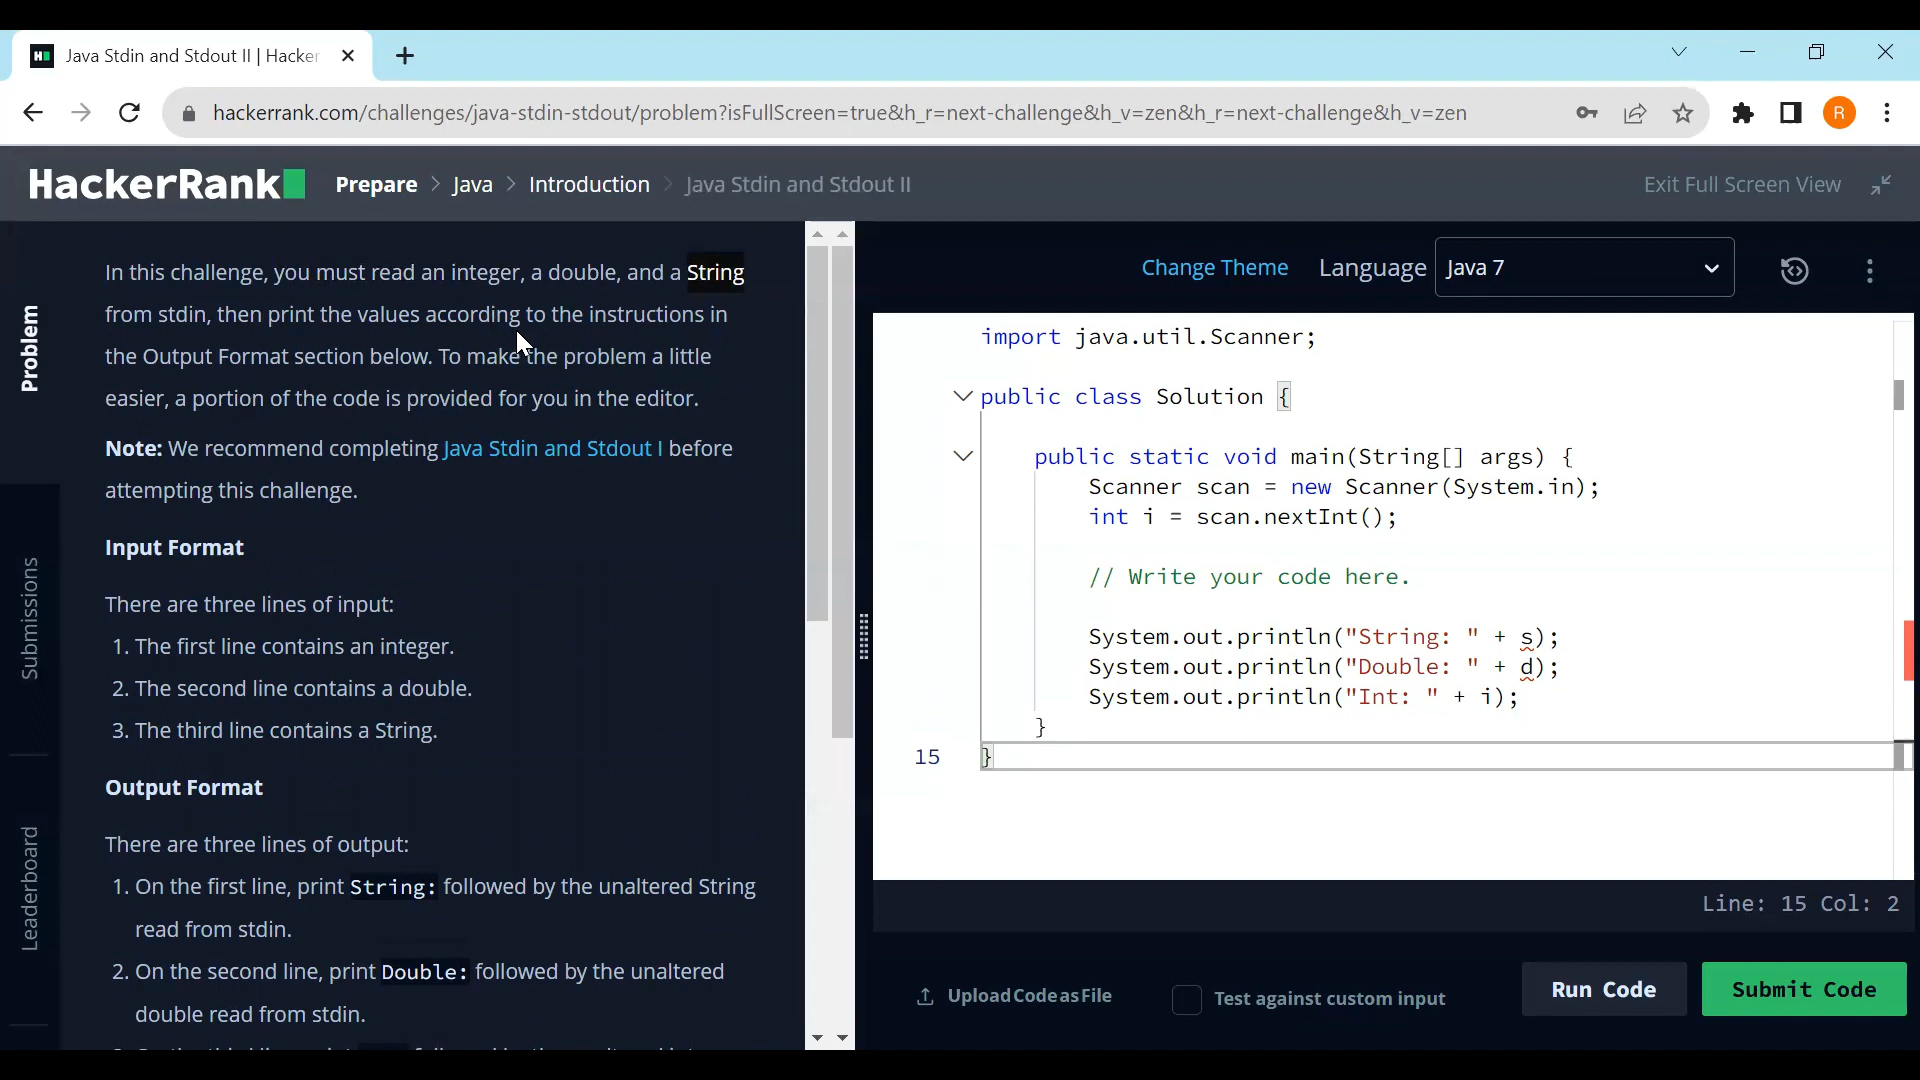 Java Stdin and Stdout II | Hacker
hackerrank.com/challenges/java-stdin-stdout/problem?isFullScreen=true&h_r=next-challenge&h_v=zen&h_r=next-challenge&h_v=zen
R
HackerRank
Prepare > Java > Introduction > Java Stdin and Stdout II
Exit Full Screen View
Problem
Submissions
Leaderboard
In this challenge, you must read an integer, a double, and a String
from stdin, then print the values according to the instructions in
the Output Format section below. To make the problem a little
easier, a portion of the code is provided for you in the editor.
Note: We recommend completing Java Stdin and Stdout I before
attempting this challenge.
Input Format
There are three lines of input:
1. The first line contains an integer.
2. The second line contains a double.
3. The third line contains a String.
Output Format
There are three lines of output:
1. On the first line, print String: followed by the unaltered String
read from stdin.
2. On the second line, print Double: followed by the unaltered
double read from stdin.
Change Theme
Language
Java 7
import java.util.Scanner;
public class Solution {
public static void main(String[] args) {
Scanner scan = new Scanner(System.in);
int i = scan.nextInt();
// Write your code here.
System.out.println("String: " + s);
System.out.println("Double: " + d);
System.out.println("Int: " + i);
}
15 }
Line: 15 Col: 2
Upload Code as File
Test against custom input
Run Code
Submit Code